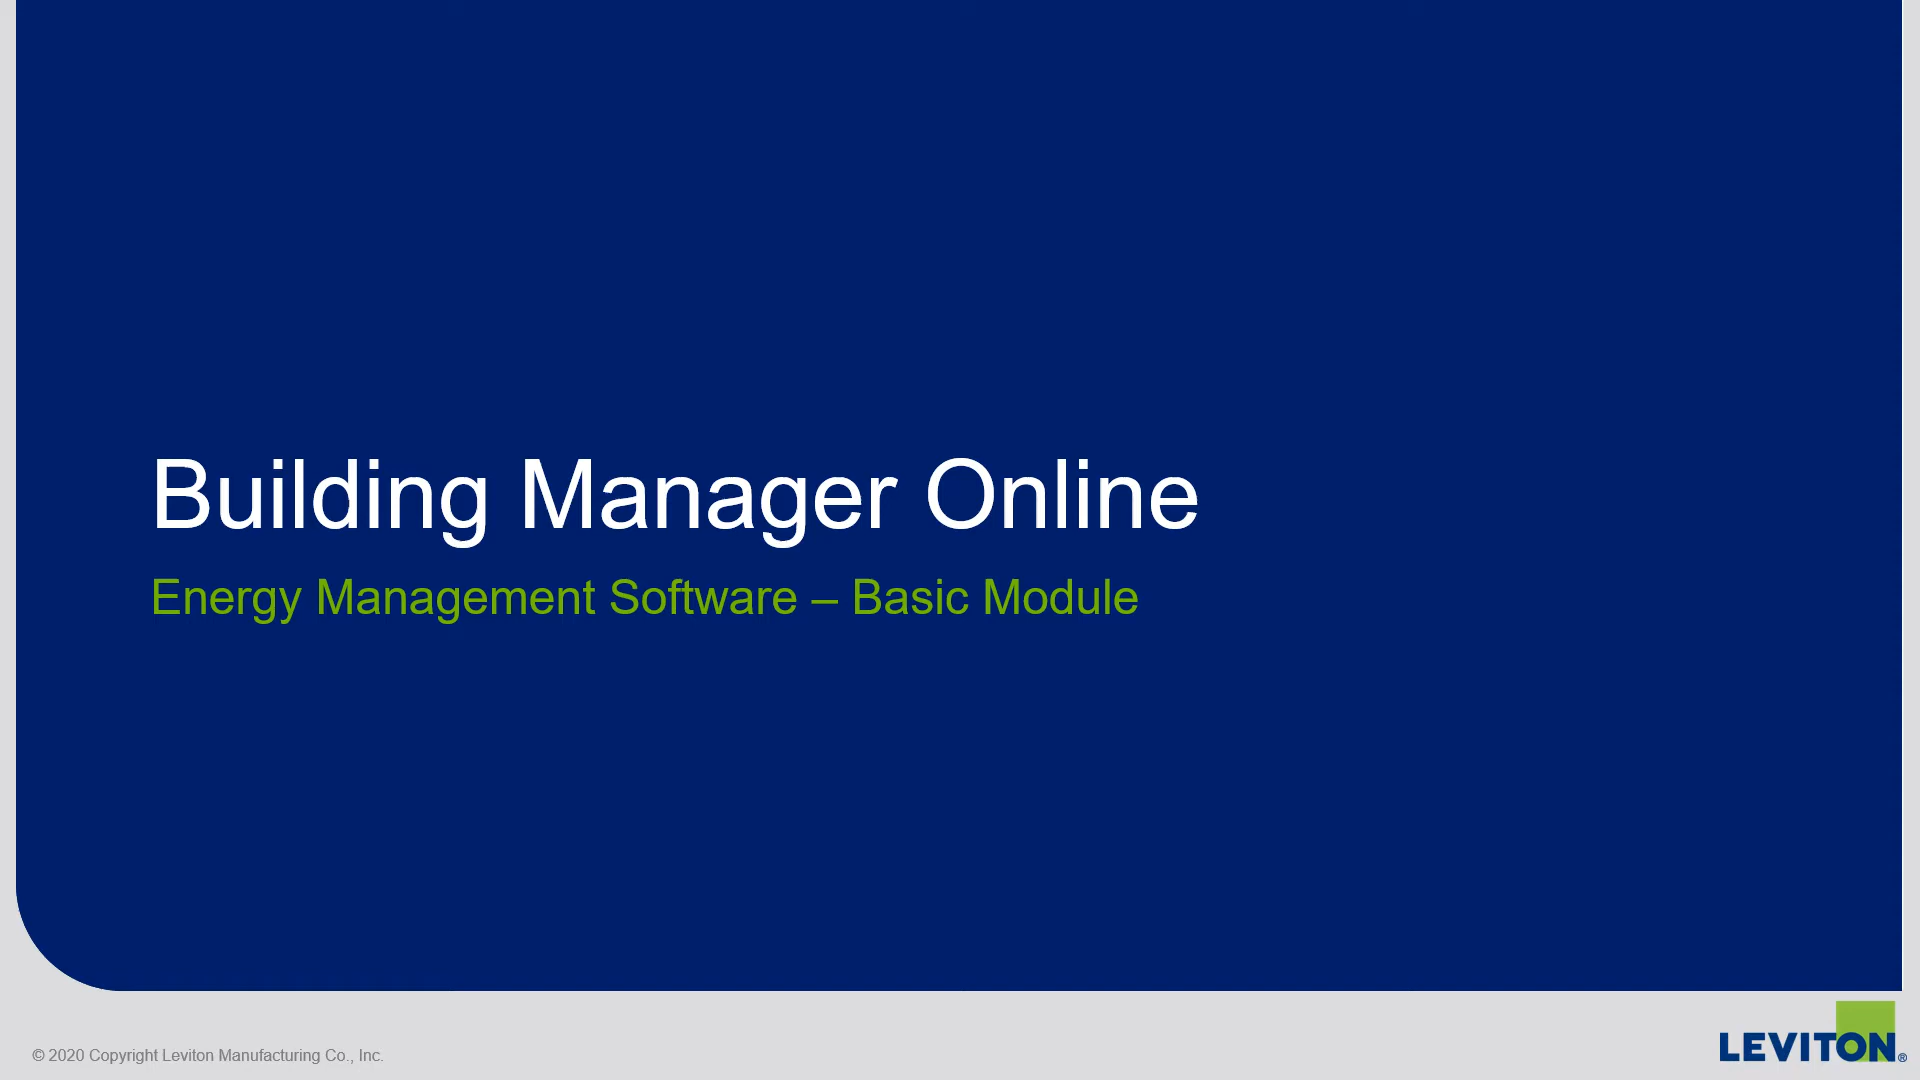 Building Manager Online
Energy Management Software – Basic Module
© 2020 Copyright Leviton Manufacturing Co., Inc.
LEVITON®